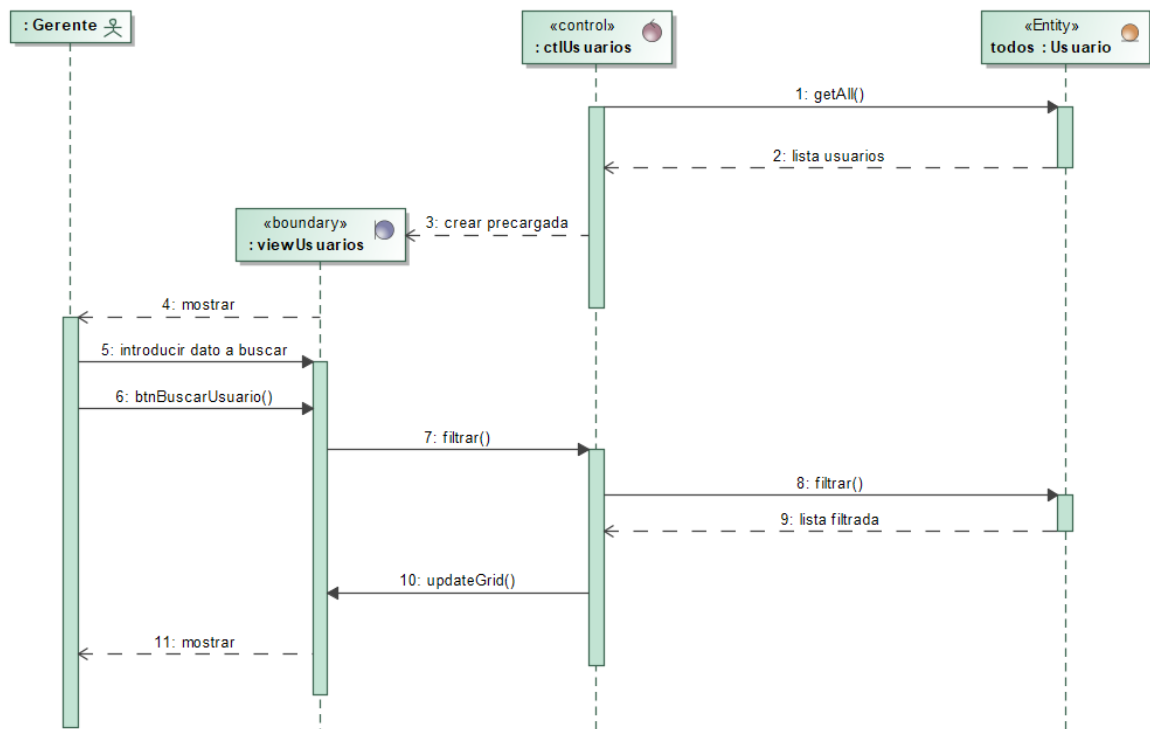 : Gerente
«control»
: ctlUsuarios
«Entity»
todos : Usuario
1: getAll()
2: lista usuarios
«boundary»
: viewUsuarios
3: crear precargada
4: mostrar
5: introducir dato a buscar
6: btnBuscarUsuario()
7: filtrar()
8: filtrar()
9: lista filtrada
10: updateGrid()
11: mostrar